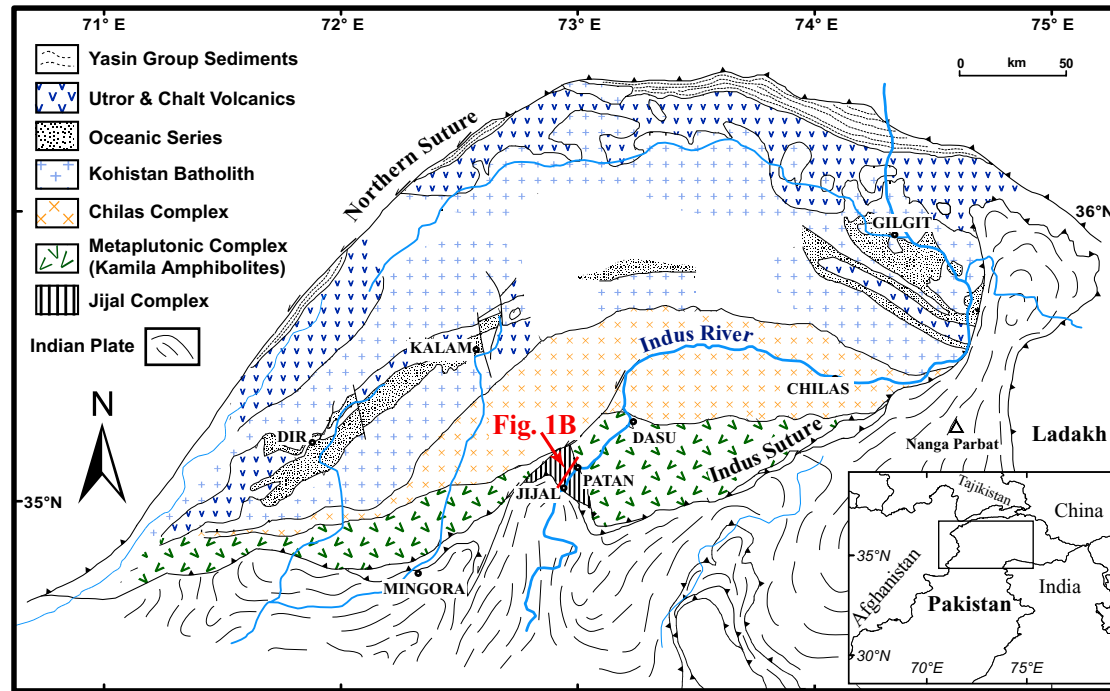 71° E
72° E
73° E
74° E
75° E
Yasin Group Sediments
Utror & Chalt Volcanics
Oceanic Series
Kohistan Batholith
Chilas Complex
Metaplutonic Complex
(Kamila Amphibolites)
Jijal Complex
Indian Plate
0 km 50
Northern Suture
36°N
GILGIT
KALAM
Indus River
CHILAS
N
DIR
Fig. 1B
DASU
Indus Suture
Nanga Parbat
Ladakh
PATAN
JIJAL
35°N
MINGORA
Tajikistan
China
35°N
Afghanistan
India
Pakistan
30°N
70°E
75°E